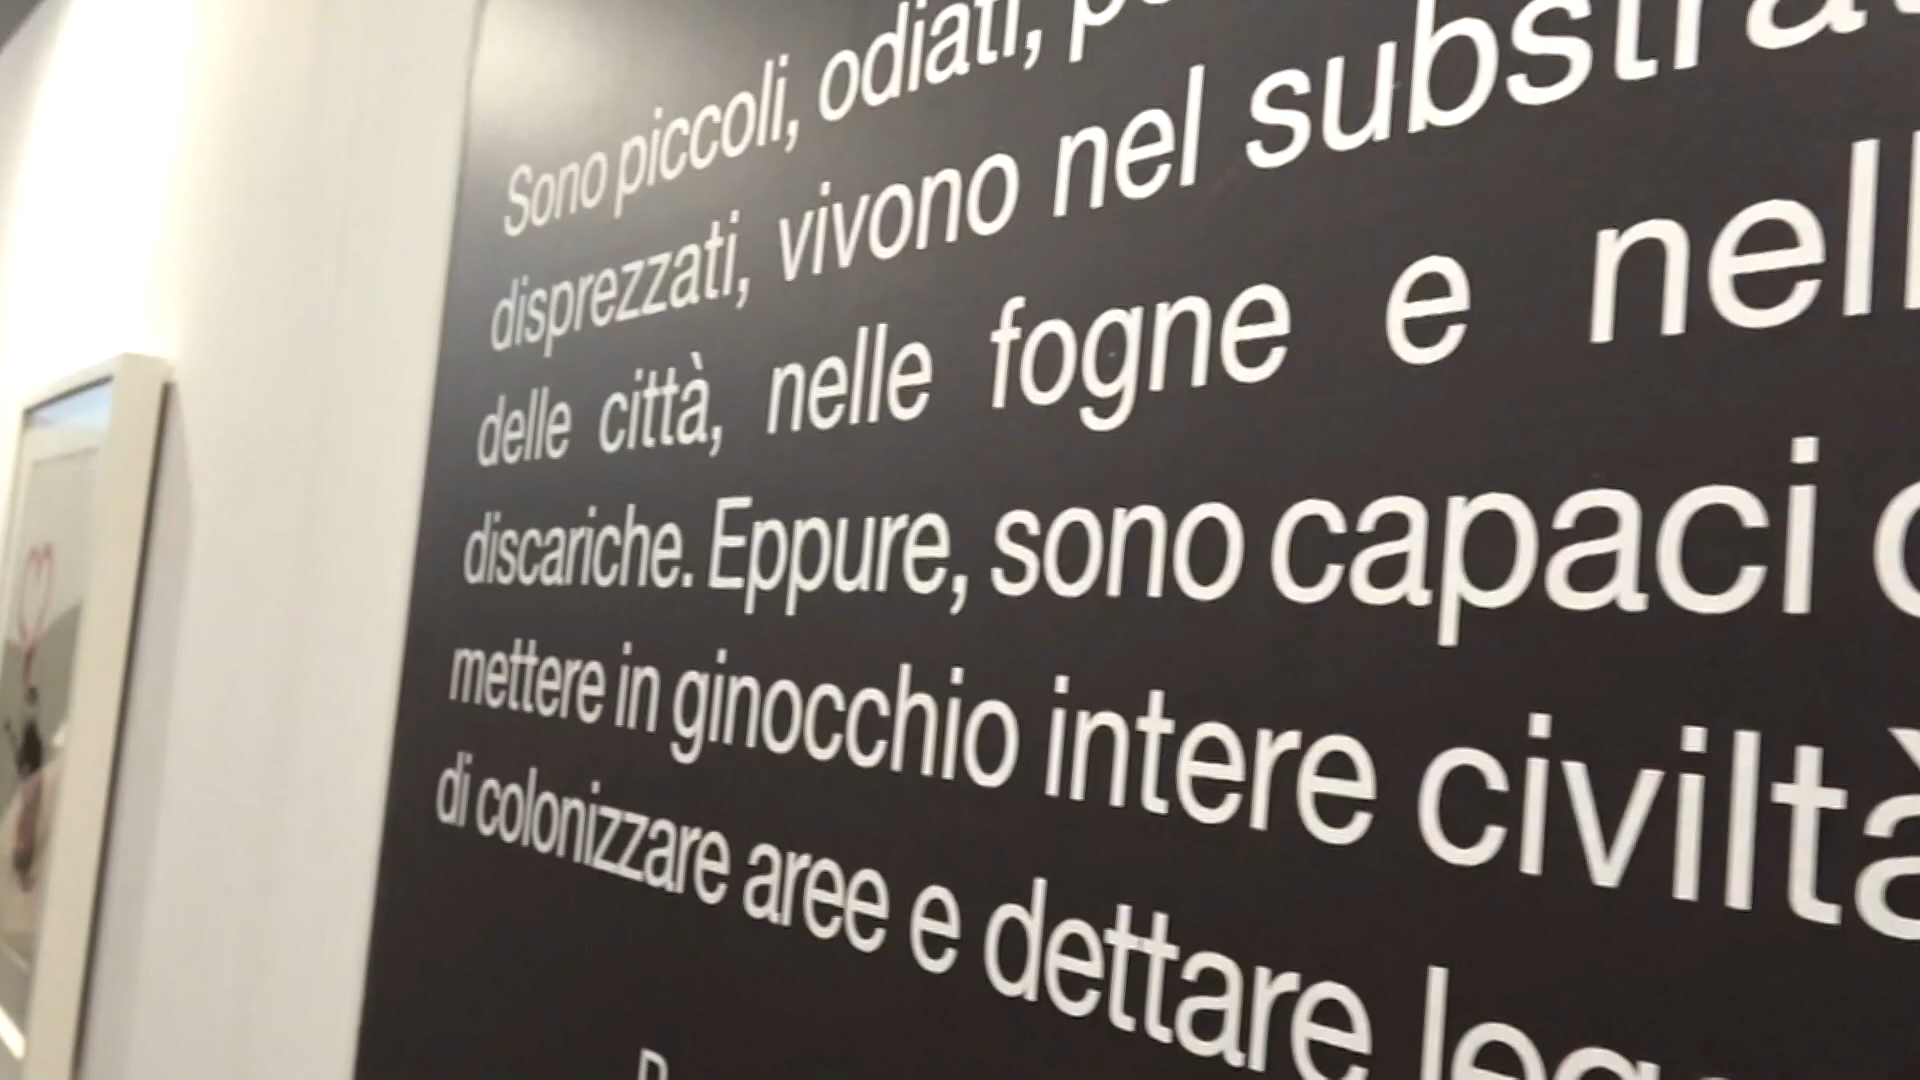 Sono piccoli, odiati,
disprezzati, vivono nel
delle città, nelle fogne e
discariche. Eppure, sono capaci
mettere in ginocchio intere civiltà
di colonizzare aree e dettare